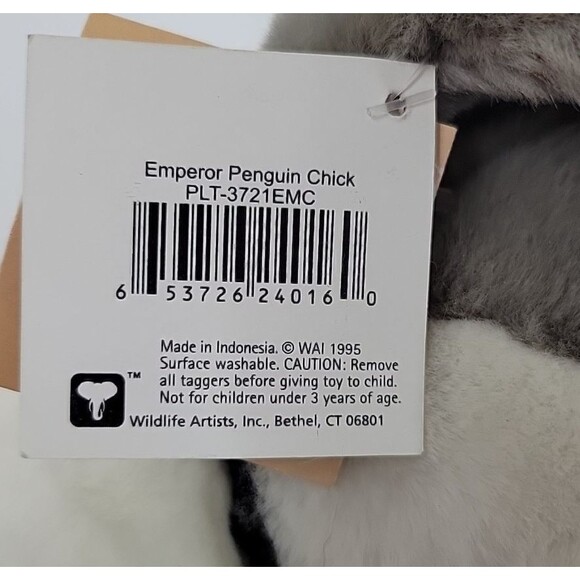 Emperor Penguin Chick
PLT-3721EMC
6 53726 24016 0
Made in Indonesia. © WAI 1995
Surface washable. CAUTION: Remove
all taggers before giving toy to child.
Not for children under 3 years of age.
™
Wildlife Artists, Inc., Bethel, CT 06801